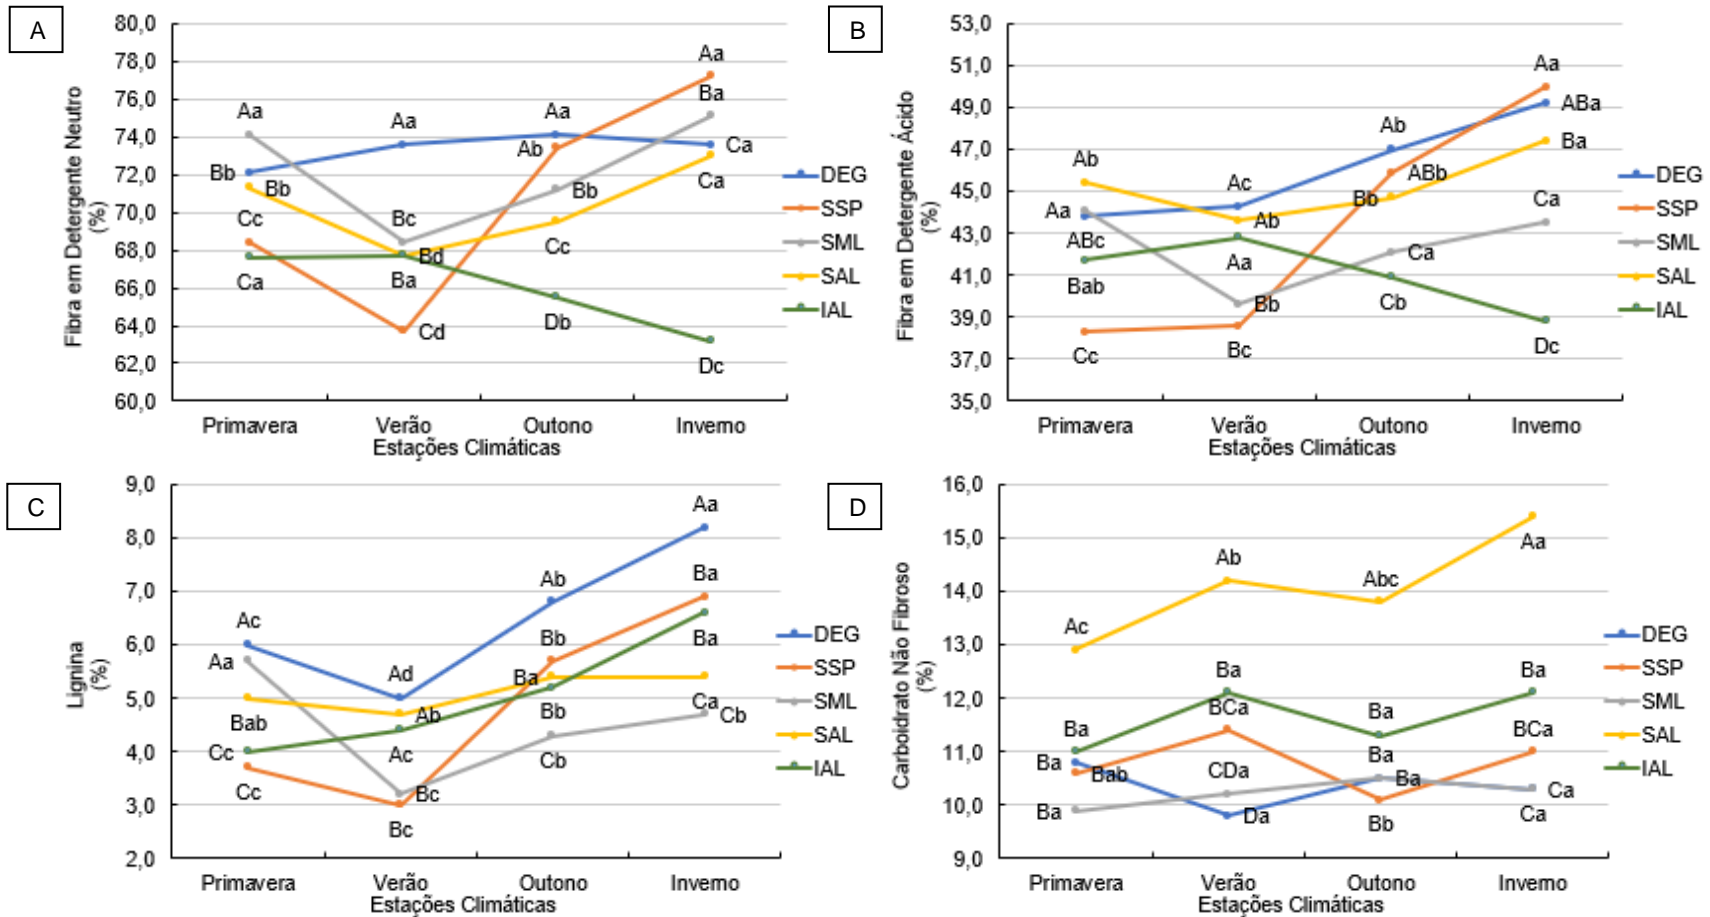 A
Fibra em Detergente Neutro
(%)
80,0
78,0
76,0
74,0
72,0
70,0
68,0
66,0
64,0
62,0
60,0
Aa
Bb
Aa
Bb
Cc
Ca
Aa
Bc
Bd
Ba
Cd
Aa
Ab
Bb
Cc
Db
Aa
Ba
Ca
Ca
Dc
Primavera Verão Outono Inverno
Estações Climáticas
DEG
SSP
SML
SAL
IAL
B
Fibra em Detergente Ácido
(%)
53,0
51,0
49,0
47,0
45,0
43,0
41,0
39,0
37,0
35,0
Ab
Aa
ABc
Bab
Cc
Ac
Ab
Aa
Bb
Bc
Ab
ABb
Bb
Ca
Cb
Aa
ABa
Ba
Ca
Dc
Primavera Verão Outono Inverno
Estações Climáticas
DEG
SSP
SML
SAL
IAL
C
Lignina
(%)
9,0
8,0
7,0
6,0
5,0
4,0
3,0
2,0
Ac
Aa
Bab
Cc
Cc
Ad
Ab
Ac
Bc
Bc
Ab
Bb
Ba
Bb
Cb
Aa
Ba
Ba
Ca
Cb
Primavera Verão Outono Inverno
Estações Climáticas
DEG
SSP
SML
SAL
IAL
D
Carboidrato Não Fibroso
(%)
16,0
15,0
14,0
13,0
12,0
11,0
10,0
9,0
Ac
Ba
Ba
Bab
Ba
Ab
Ba
BCa
CDa
Da
Abc
Ba
Ba
Ba
Bb
Aa
Ba
BCa
Ca
Ca
Primavera Verão Outono Inverno
Estações Climáticas
DEG
SSP
SML
SAL
IAL